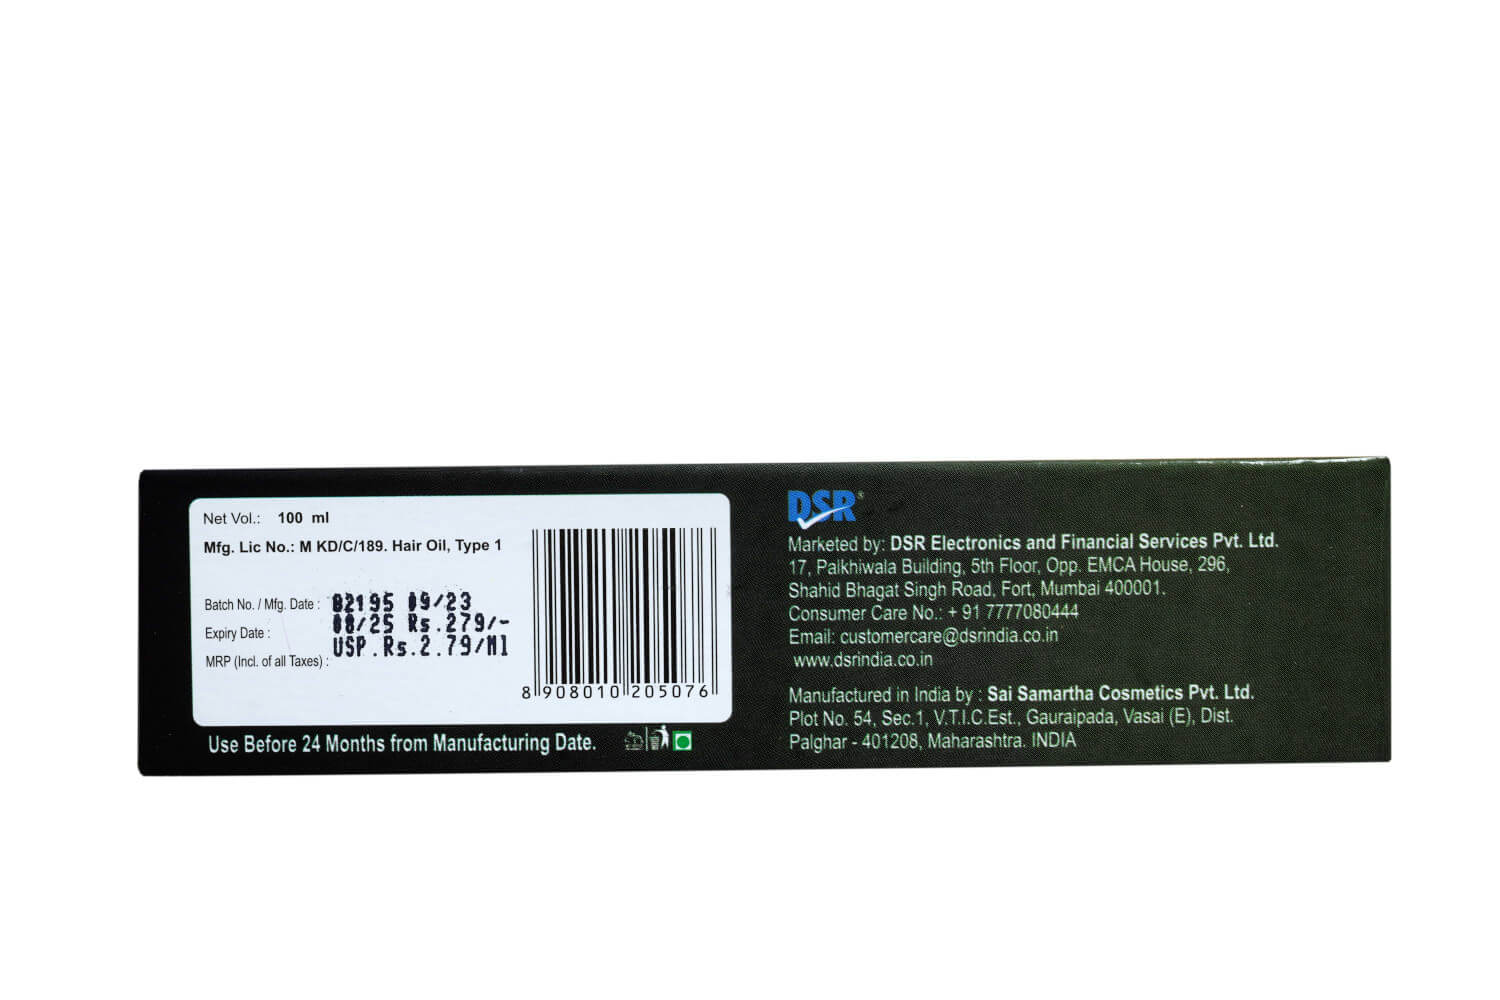 Net Vol.: 100 ml
Mfg. Lic No.: M KD/C/189. Hair Oil, Type 1
Batch No. / Mfg. Date : B2195 09/23
Expiry Date : 08/25 Rs.279/-
MRP (Incl. of all Taxes) : USP.Rs.2.79/Ml
8 908010 205076
Use Before 24 Months from Manufacturing Date.
DSR®
Marketed by: DSR Electronics and Financial Services Pvt. Ltd.
17, Palkhiwala Building, 5th Floor, Opp. EMCA House, 296,
Shahid Bhagat Singh Road, Fort, Mumbai 400001.
Consumer Care No.: + 91 7777080444
Email: customercare@dsrindia.co.in
www.dsrindia.co.in
Manufactured in India by : Sai Samartha Cosmetics Pvt. Ltd.
Plot No. 54, Sec.1, V.T.I.C.Est., Gauraipada, Vasai (E), Dist.
Palghar - 401208, Maharashtra. INDIA